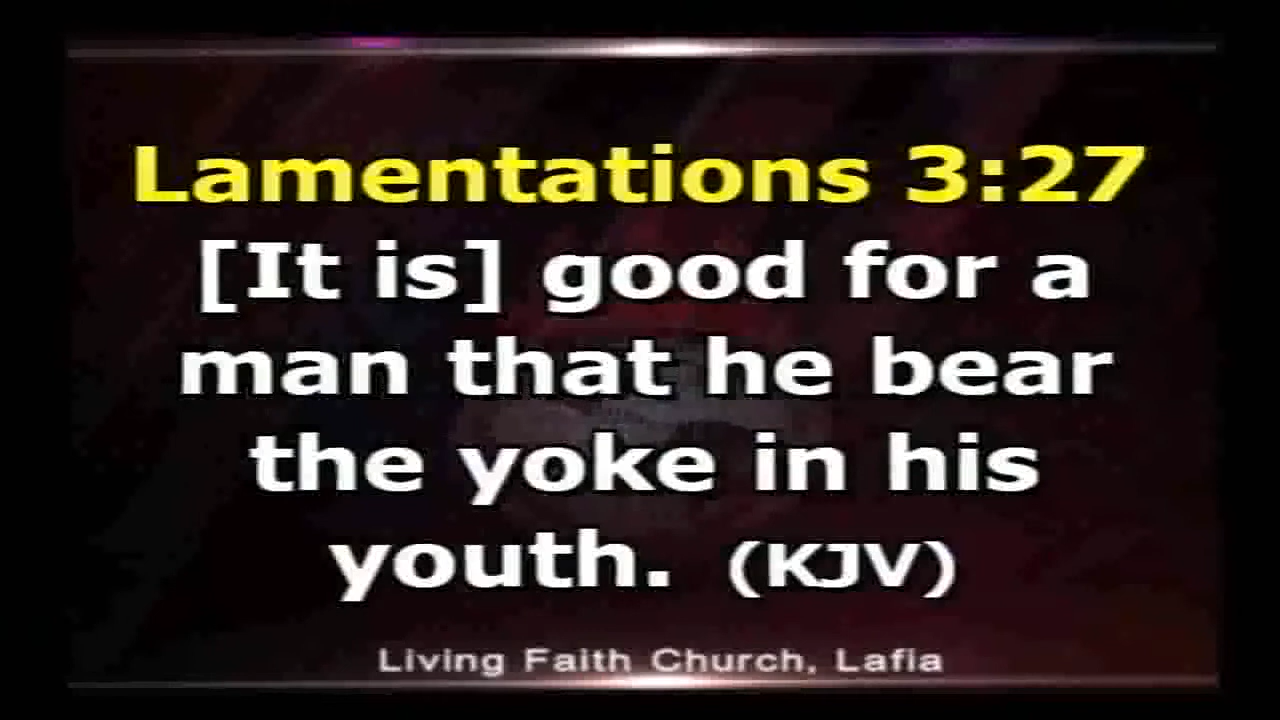 Lamentations 3:27
[It is] good for a
man that he bear
the yoke in his
youth. (KJV)
Living Faith Church, Lafia